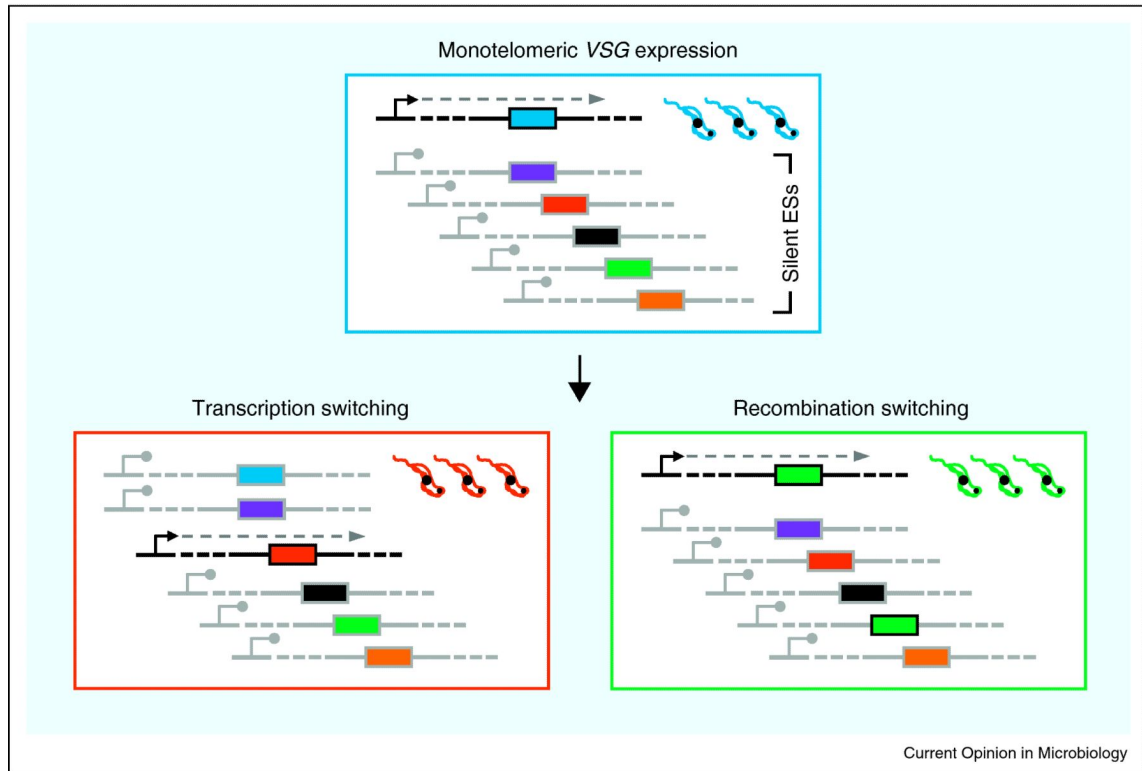 Monotelomeric VSG expression
Silent ESs
Transcription switching
Recombination switching
Current Opinion in Microbiology